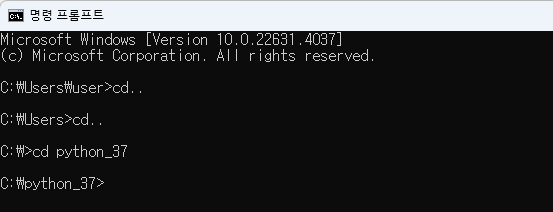 명령 프롬프트
Microsoft Windows [Version 10.0.22631.4037]
(c) Microsoft Corporation. All rights reserved.
C:₩Users₩user>cd..
C:₩Users>cd..
C:₩>cd python_37
C:₩python_37>